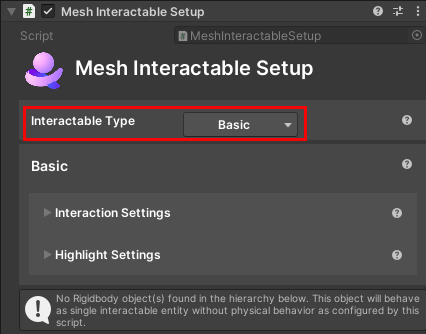 # Mesh Interactable Setup
Script # MeshInteractableSetup
Mesh Interactable Setup
Interactable Type Basic
Basic
Interaction Settings
Highlight Settings
No Rigidbody object(s) found in the hierarchy below. This object will behave
as single interactable entity without physical behavior as configured by this
script.